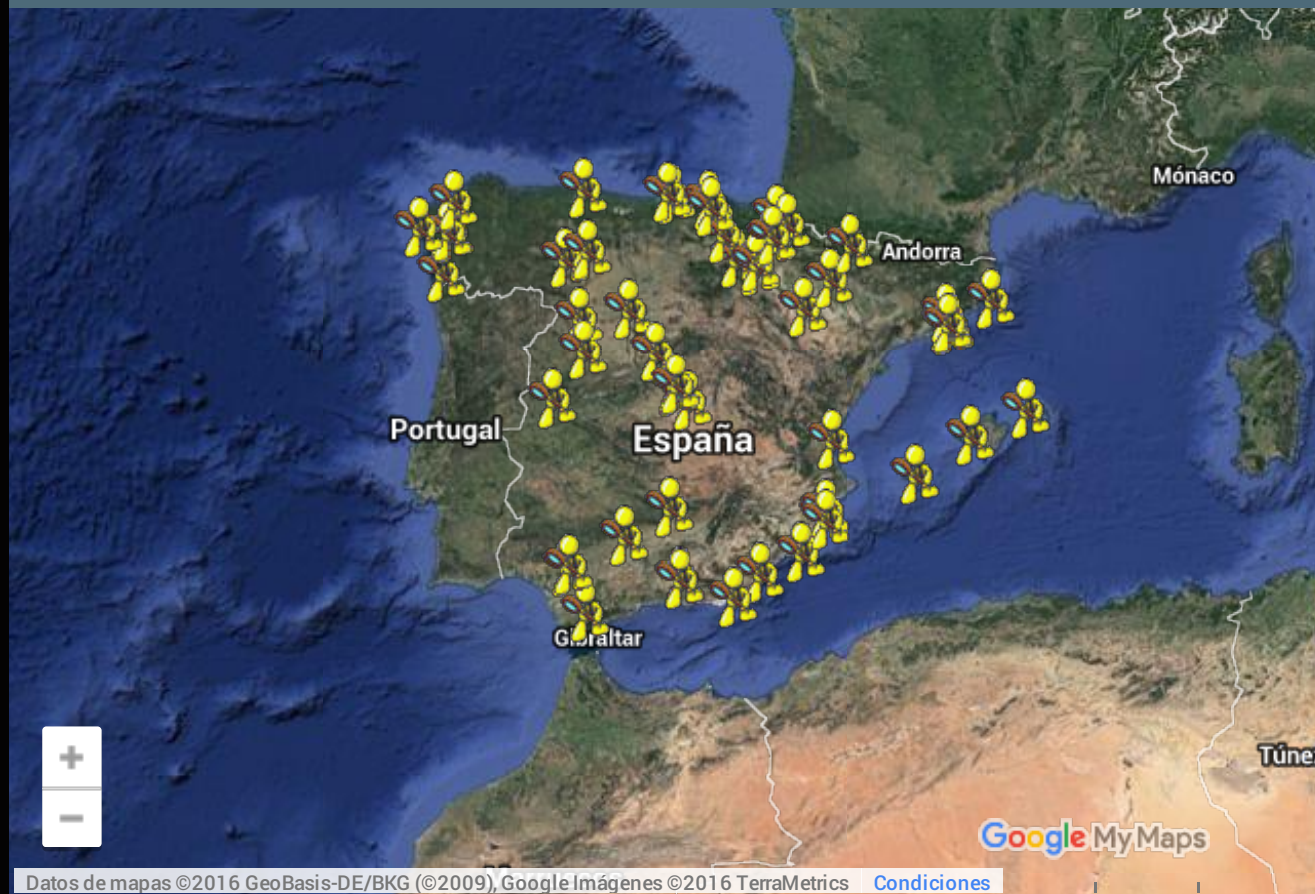 Mónaco
Andorra
Portugal
España
Gibraltar
Túne
Google My Maps
Datos de mapas ©2016 GeoBasis-DE/BKG (©2009), Google Imágenes ©2016 TerraMetrics Condiciones